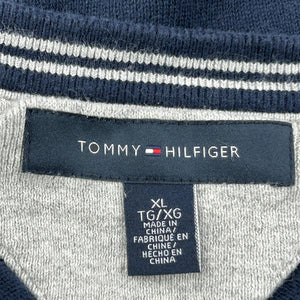 TOMMY HILFIGER
XL
TG/XG
MADE IN
CHINA/
FABRIQUÉ EN
CHINE/
HECHO EN
CHINA